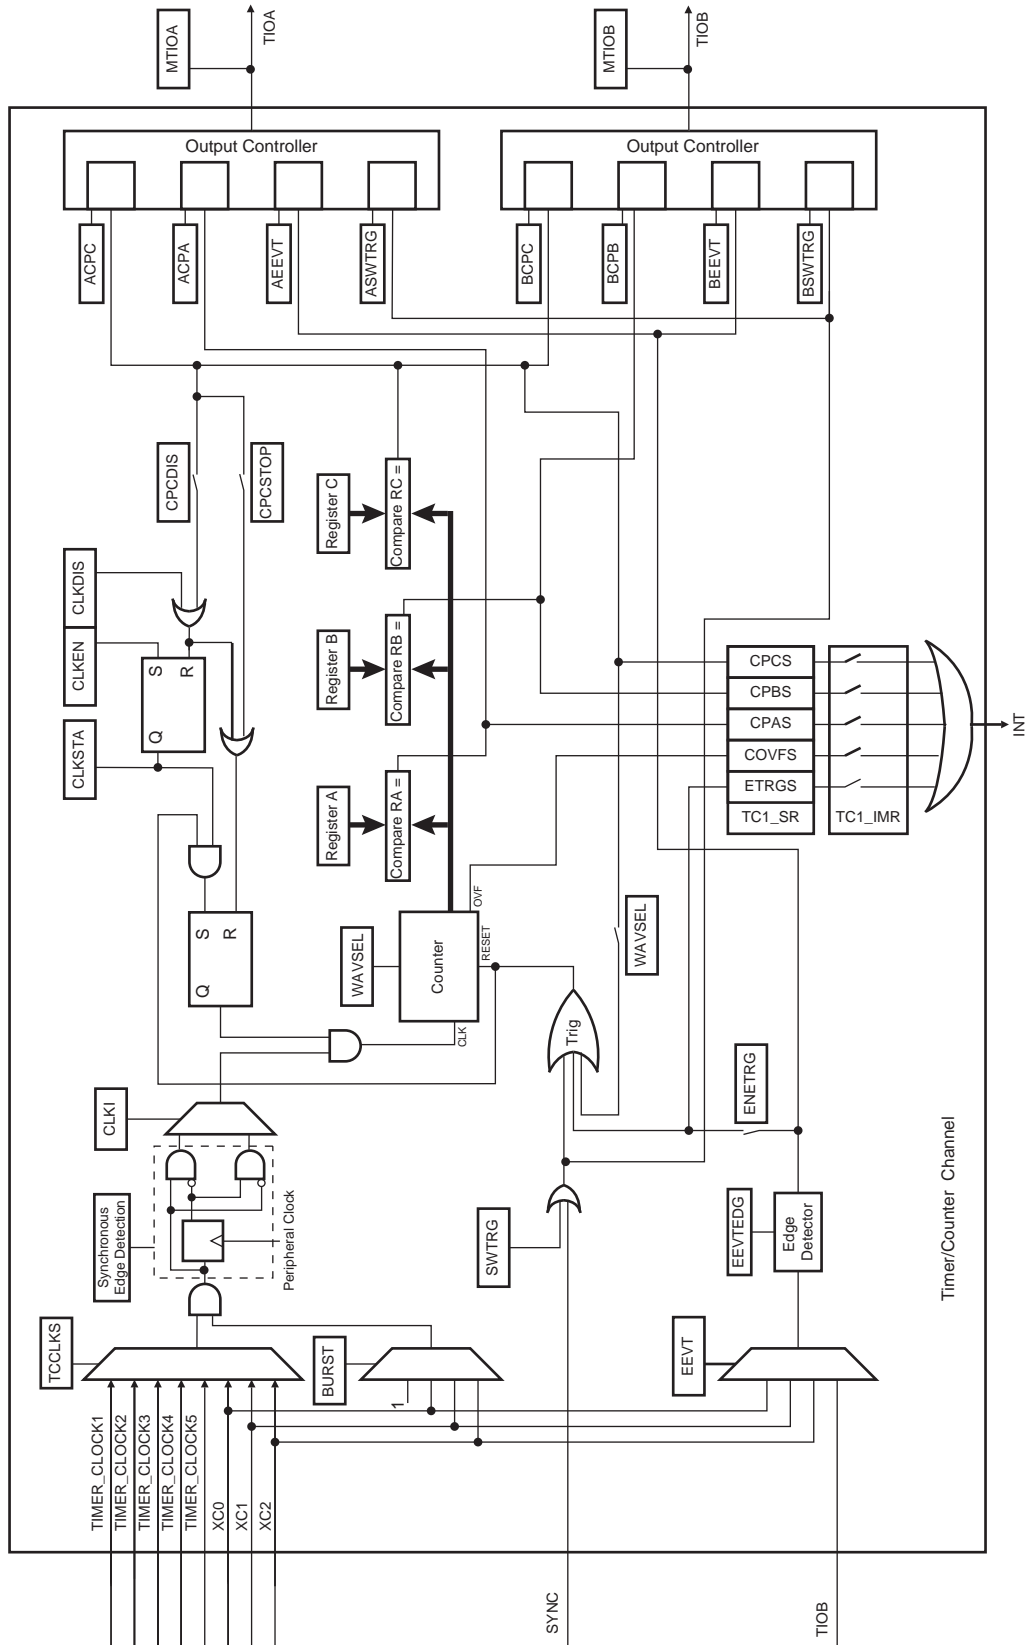 TIOA
MTIOA
TIOB
MTIOB
Output Controller
Output Controller
ACPC
ACPA
AEEVT
ASWTRG
BCPC
BCPB
BEEVT
BSWTRG
CPCDIS
CPCSTOP
Register C
Compare RC =
CLKDIS
CLKEN
CLKSTA
S
R
Q
Register B
Compare RB =
Register A
Compare RA =
CPCS
CPBS
CPAS
COVFS
ETRGS
TC1_SR
TC1_IMR
INT
S
R
Q
WAVSEL
Counter
OVF
RESET
CLK
WAVSEL
Trig
ENETRG
CLKI
Synchronous
Edge Detection
Peripheral Clock
SWTRG
EEVTEDG
Edge
Detector
Timer/Counter Channel
TCCLKS
BURST
EEVT
1
TIMER_CLOCK1
TIMER_CLOCK2
TIMER_CLOCK3
TIMER_CLOCK4
TIMER_CLOCK5
XC0
XC1
XC2
SYNC
TIOB